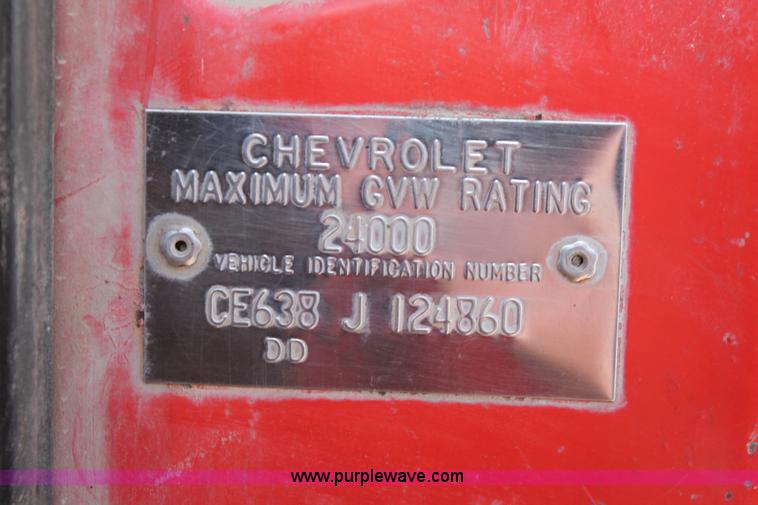 CHEVROLET
MAXIMUM GVW RATING
24000
VEHICLE IDENTIFICATION NUMBER
CE638 J 124860
DD
www.purplewave.com